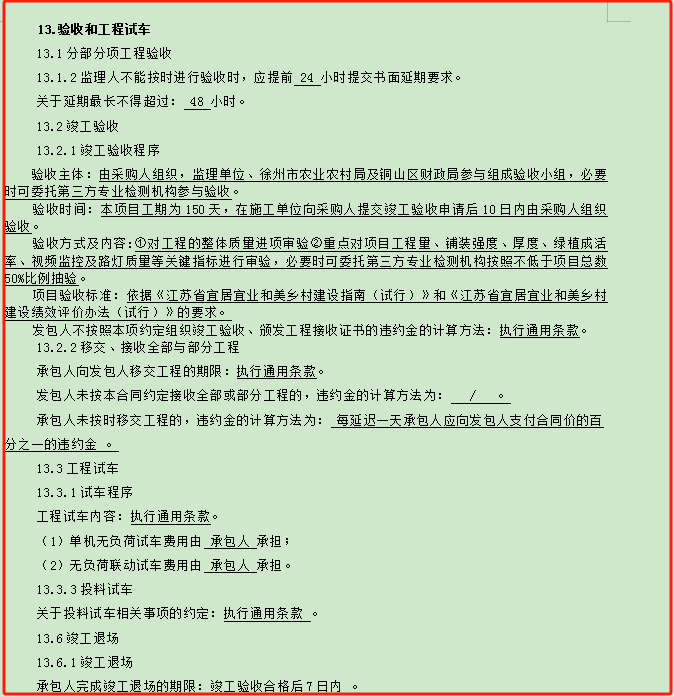 13.验收和工程试车
13.1 分部分项工程验收
13.1.2 监理人不能按时进行验收时，应提前 24 小时提交书面延期要求。
关于延期最长不得超过： 48 小时。
13.2 竣工验收
13.2.1 竣工验收程序
验收主体：由采购人组织，监理单位、徐州市农业农村局及铜山区财政局参与组成验收小组，必要
时可委托第三方专业检测机构参与验收。
验收时间：本项目工期为 150 天，在施工单位向采购人提交竣工验收申请后 10 日内由采购人组织
验收。
验收方式及内容:①对工程的整体质量进项审验②重点对项目工程量、铺装强度、厚度、绿植成活
率、视频监控及路灯质量等关键指标进行审验，必要时可委托第三方专业检测机构按照不低于项目总数
50%比例抽验。
项目验收标准：依据《江苏省宜居宜业和美乡村建设指南（试行）》和《江苏省宜居宜业和美乡村
建设绩效评价办法（试行）》的要求。
发包人不按照本项约定组织竣工验收、颁发工程接收证书的违约金的计算方法：执行通用条款。
13.2.2 移交、接收全部与部分工程
承包人向发包人移交工程的期限：执行通用条款。
发包人未按本合同约定接收全部或部分工程的，违约金的计算方法为： / 。
承包人未按时移交工程的，违约金的计算方法为： 每延迟一天承包人应向发包人支付合同价的百
分之一的违约金 。
13.3 工程试车
13.3.1 试车程序
工程试车内容：执行通用条款。
（1）单机无负荷试车费用由 承包人 承担；
（2）无负荷联动试车费用由 承包人 承担。
13.3.3 投料试车
关于投料试车相关事项的约定：执行通用条款 。
13.6 竣工退场
13.6.1 竣工退场
承包人完成竣工退场的期限：竣工验收合格后 7 日内 。